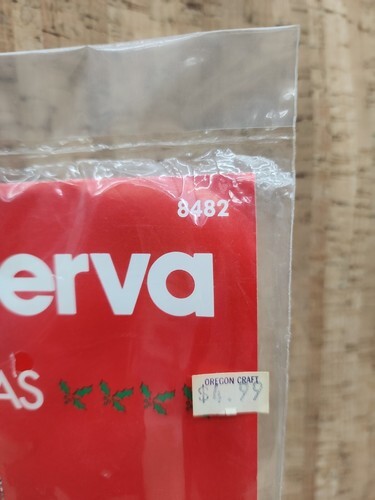 8482
erva
AS
OREGON CRAFT
$4.99